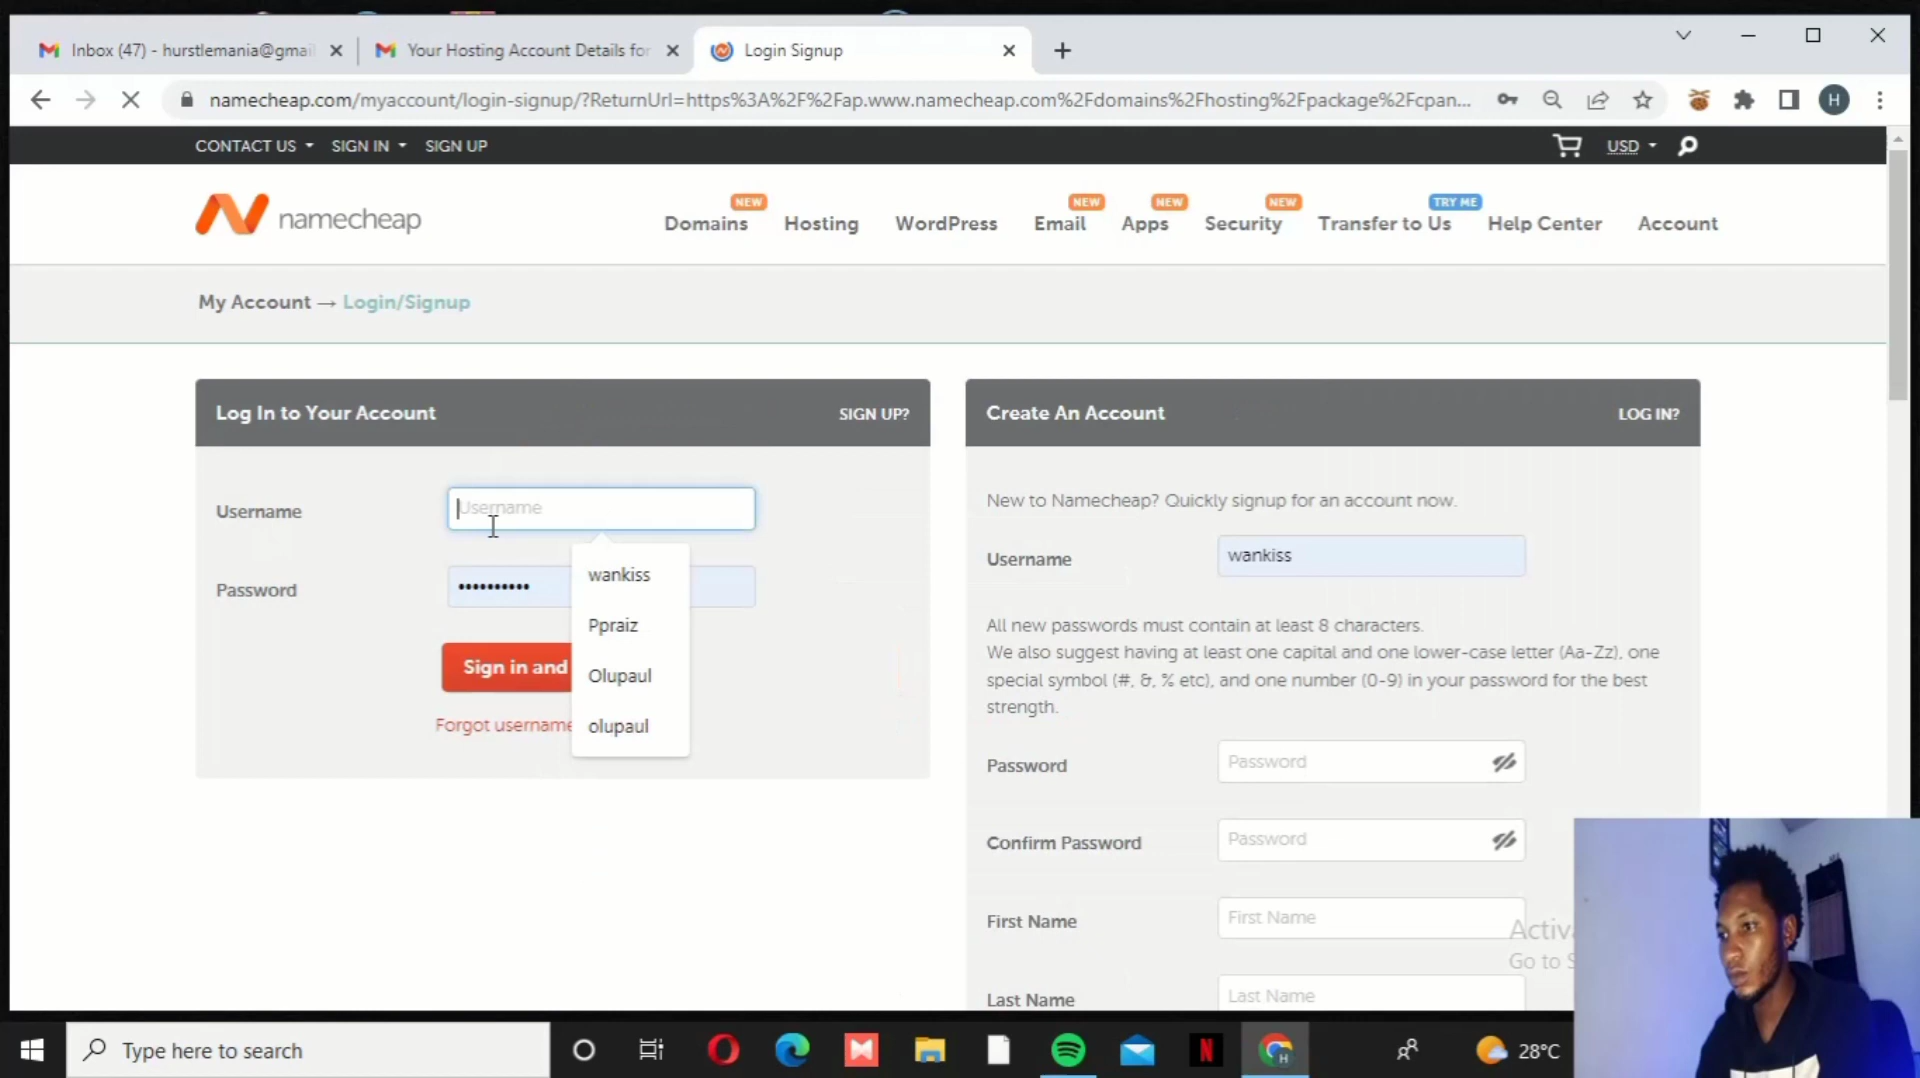 Inbox (47) - hurstlemania@gmai
Your Hosting Account Details for
Login Signup
namecheap.com/myaccount/login-signup/?ReturnUrl=https%3A%2F%2Fap.www.namecheap.com%2Fdomains%2Fhosting%2Fpackage%2Fcpan...
H
CONTACT US
SIGN IN
SIGN UP
USD
namecheap
NEW
NEW
NEW
NEW
TRY ME
Domains
Hosting
WordPress
Email
Apps
Security
Transfer to Us
Help Center
Account
My Account → Login/Signup
Log In to Your Account
SIGN UP?
Username
Username
wankiss
Password
Ppraiz
Sign in and
Olupaul
Forgot username
olupaul
Create An Account
LOG IN?
New to Namecheap? Quickly signup for an account now.
Username
wankiss
All new passwords must contain at least 8 characters.
We also suggest having at least one capital and one lower-case letter (Aa-Zz), one
special symbol (#, &, % etc), and one number (0-9) in your password for the best
strength.
Password
Password
Confirm Password
Password
First Name
First Name
Activ
Go to S
Last Name
Last Name
Type here to search
N
H
28°C